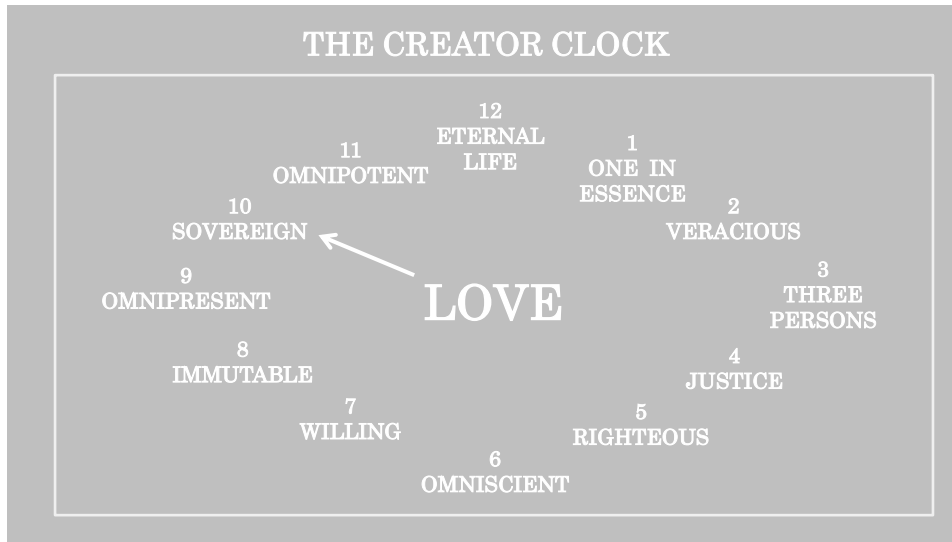 THE CREATOR CLOCK
12
ETERNAL
LIFE
1
ONE IN
ESSENCE
2
VERACIOUS
3
THREE
PERSONS
4
JUSTICE
5
RIGHTEOUS
6
OMNISCIENT
7
WILLING
8
IMMUTABLE
9
OMNIPRESENT
10
SOVEREIGN
11
OMNIPOTENT
LOVE